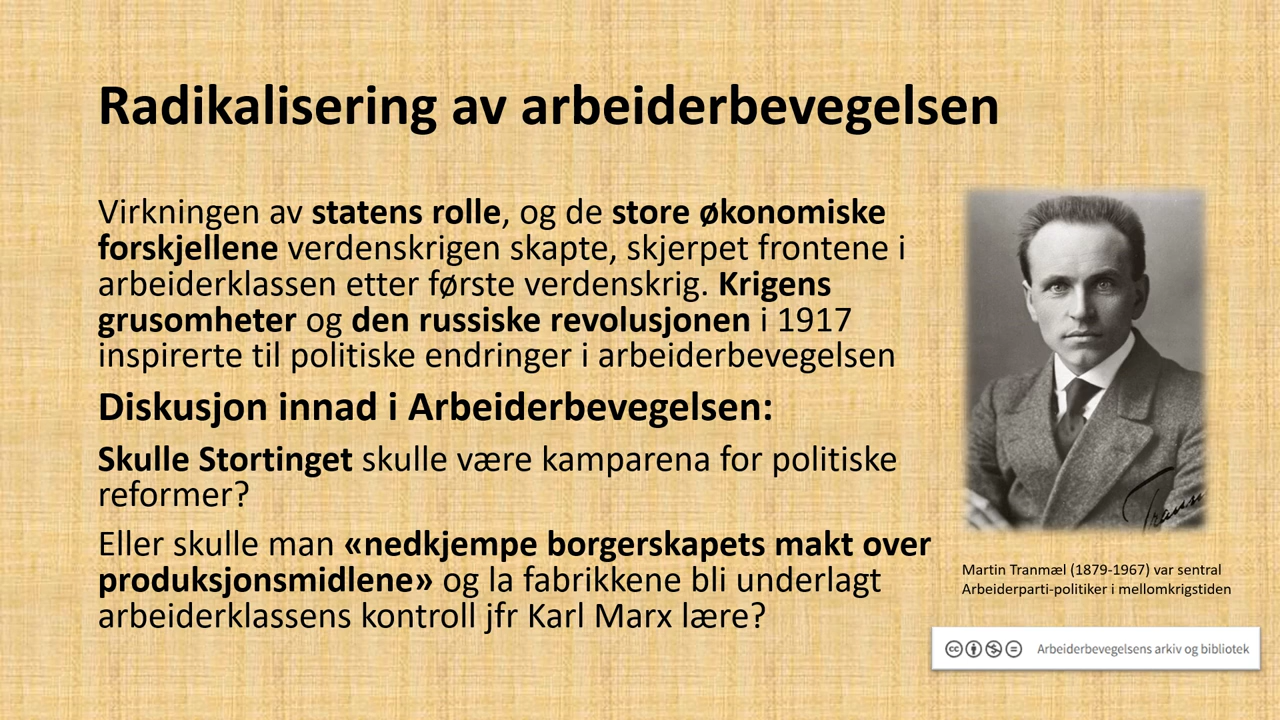 Radikalisering av arbeiderbevegelsen
Virkningen av statens rolle, og de store økonomiske
forskjellene verdenskrigen skapte, skjerpet frontene i
arbeiderklassen etter første verdenskrig. Krigens
grusomheter og den russiske revolusjonen i 1917
inspirerte til politiske endringer i arbeiderbevegelsen
Diskusjon innad i Arbeiderbevegelsen:
Skulle Stortinget skulle være kamparena for politiske
reformer?
Eller skulle man «nedkjempe borgerskapets makt over
produksjonsmidlene» og la fabrikkene bli underlagt
arbeiderklassens kontroll jfr Karl Marx lære?
Martin Tranmæl (1879-1967) var sentral
Arbeiderparti-politiker i mellomkrigstiden
cc Arbeiderbevegelsens arkiv og bibliotek